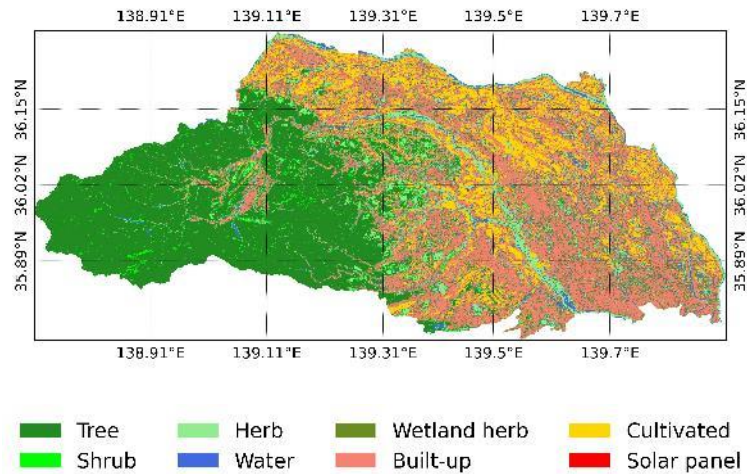 138.91°E 139.11°E 139.31°E 139.5°E 139.7°E
36.15°N 36.15°N
36.02°N 36.02°N
35.89°N 35.89°N
138.91°E 139.11°E 139.31°E 139.5°E 139.7°E
Tree Herb Wetland herb Cultivated
Shrub Water Built-up Solar panel